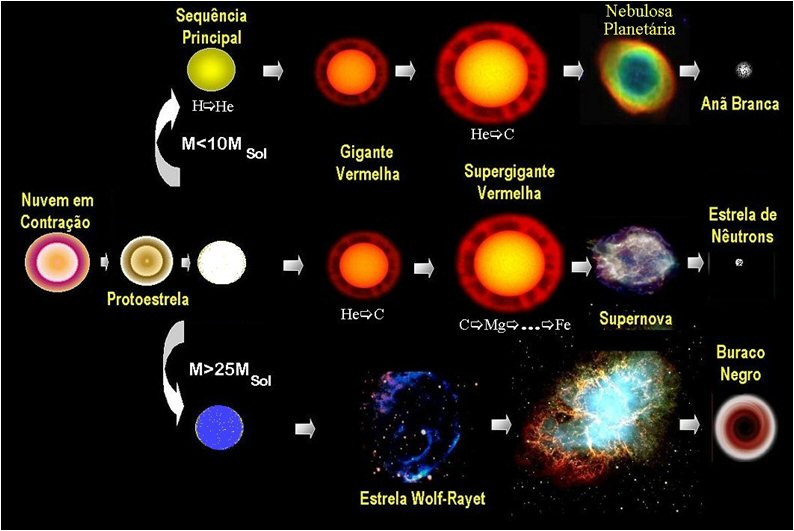 Sequência
Principal
Nebulosa
Planetária
H⇨He
Anã Branca
He⇨C
M<10M Sol
Gigante
Vermelha
Supergigante
Vermelha
Nuvem em
Contração
Estrela de
Nêutrons
Protoestrela
He⇨C
C⇨Mg⇨...⇨Fe
Supernova
M>25M Sol
Buraco
Negro
Estrela Wolf-Rayet